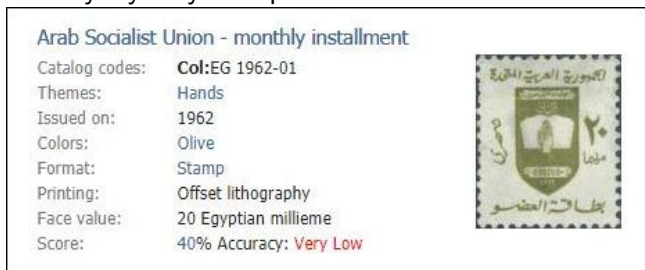 Arab Socialist Union - monthly installment
Catalog codes: Col:EG 1962-01
Themes: Hands
Issued on: 1962
Colors: Olive
Format: Stamp
Printing: Offset lithography
Face value: 20 Egyptian millieme
Score: 40% Accuracy: Very Low
الجمهورية العربية المتحدة
٢٠
مليما
بطاقة العضو